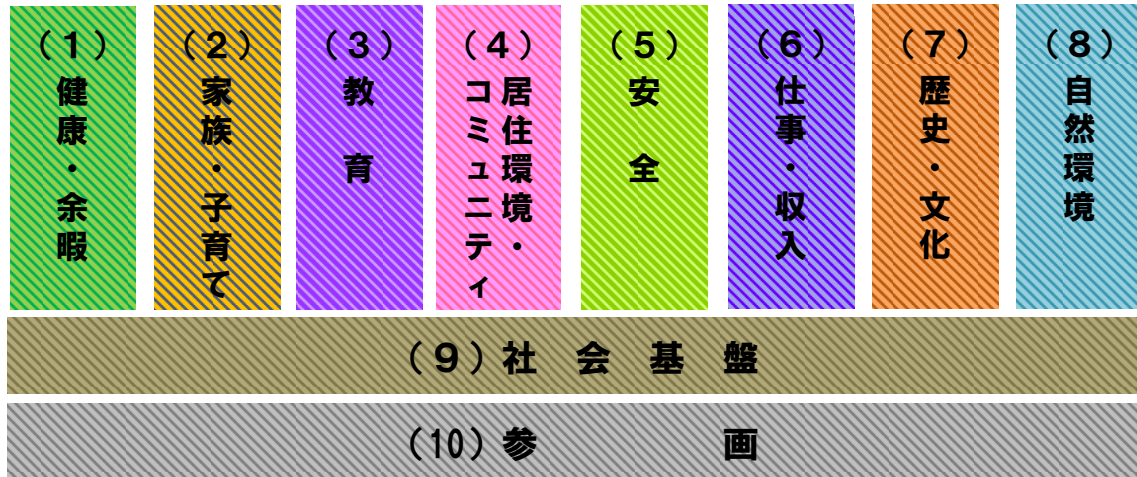 （１）
健康・余暇
（２）
家族・子育て
（３）
教　育
（４）
居住環境・
コミュニティ
（５）
安　全
（６）
仕事・収入
（７）
歴史・文化
（８）
自然環境
（９）社　会　基　盤
（10）参　　　　　画